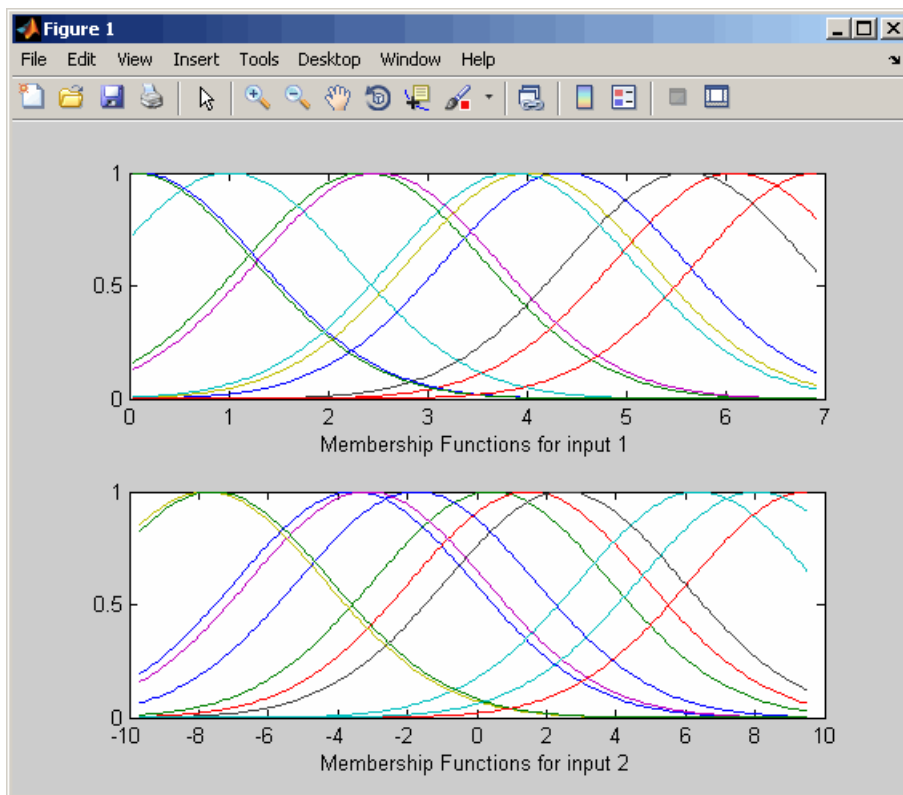 Figure 1
File Edit View Insert Tools Desktop Window Help
1
0.5
0
0 1 2 3 4 5 6 7
Membership Functions for input 1
1
0.5
0
-10 -8 -6 -4 -2 0 2 4 6 8 10
Membership Functions for input 2